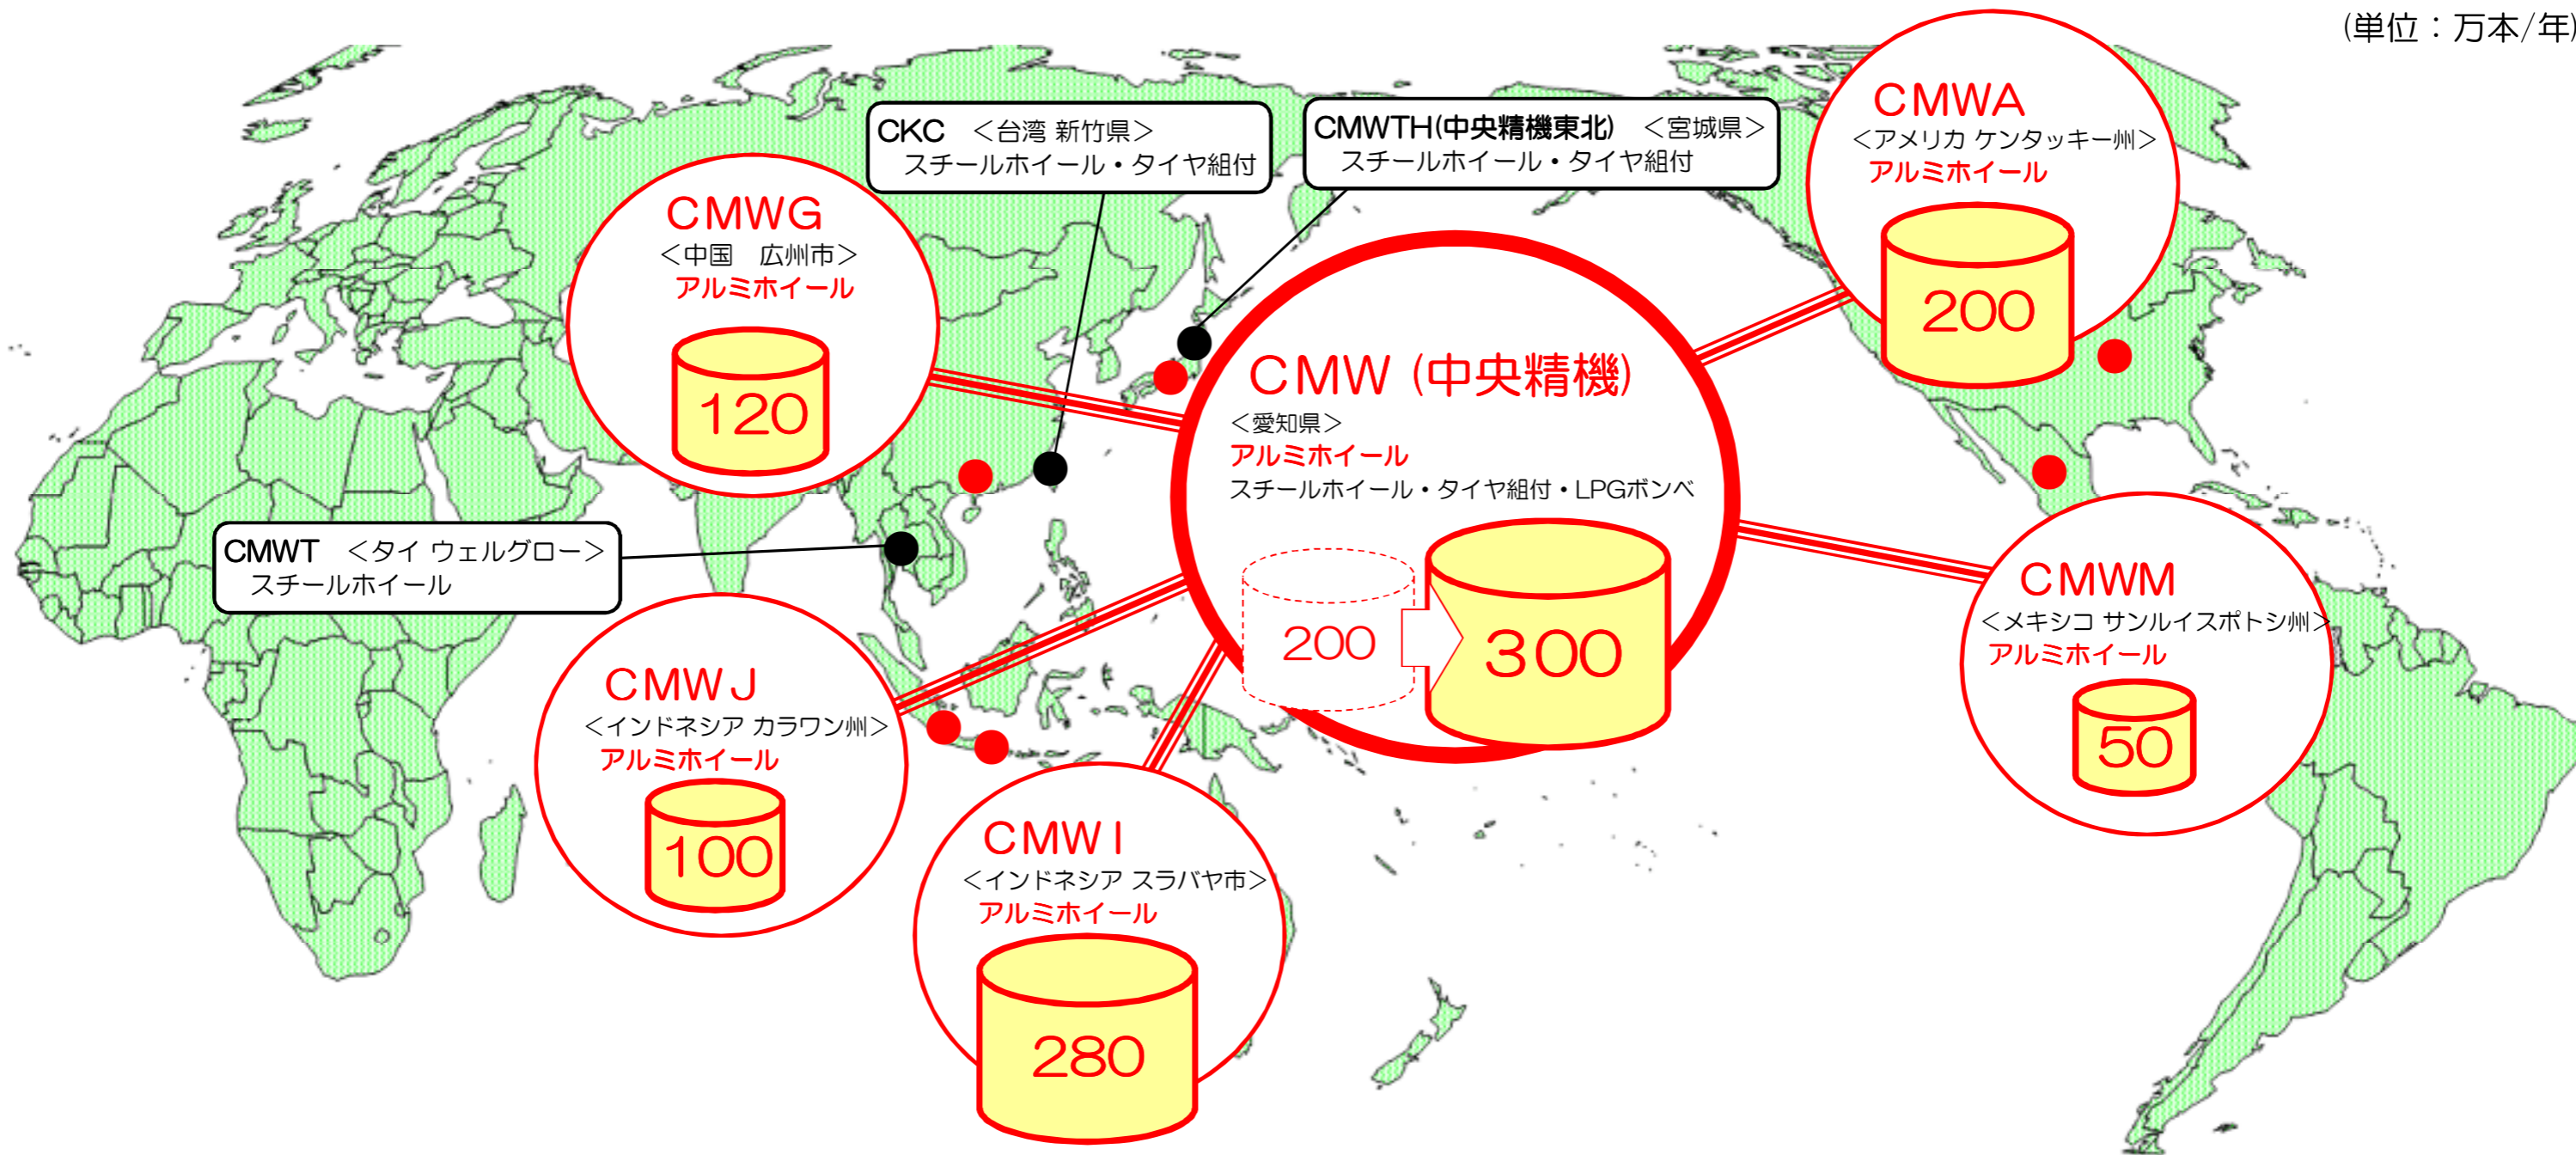 (単位：万本/年)
CMWA
＜アメリカ ケンタッキー州＞
アルミホイール
200
CKC ＜台湾 新竹県＞
スチールホイール・タイヤ組付
CMWTH(中央精機東北) ＜宮城県＞
スチールホイール・タイヤ組付
CMWG
＜中国　広州市＞
アルミホイール
120
CMW (中央精機)
＜愛知県＞
アルミホイール
スチールホイール・タイヤ組付・LPGボンベ
200
300
CMWT ＜タイ ウェルグロー＞
スチールホイール
CMWM
＜メキシコ サンルイスポトシ州＞
アルミホイール
50
CMWJ
＜インドネシア カラワン州＞
アルミホイール
100
CMWI
＜インドネシア スラバヤ市＞
アルミホイール
280